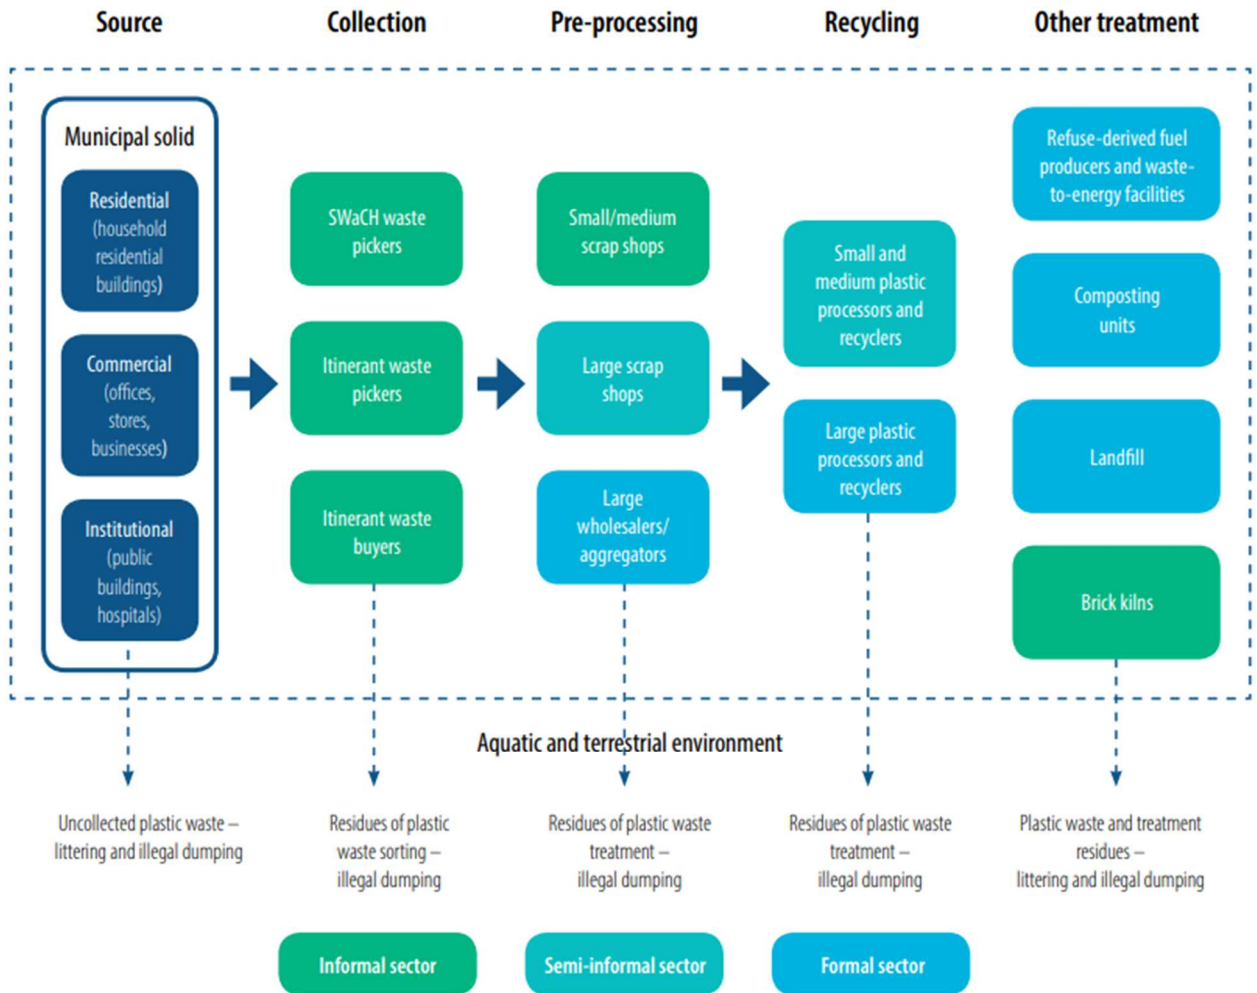 Source
Collection
Pre-processing
Recycling
Other treatment
Municipal solid
Residential
(household
residential
buildings)
Commercial
(offices,
stores,
businesses)
Institutional
(public
buildings,
hospitals)
SWaCH waste
pickers
Itinerant waste
pickers
Itinerant waste
buyers
Small/medium
scrap shops
Large scrap
shops
Large
wholesalers/
aggregators
Small and
medium plastic
processors and
recyclers
Large plastic
processors and
recyclers
Refuse-derived fuel
producers and waste-
to-energy facilities
Composting
units
Landfill
Brick kilns
Aquatic and terrestrial environment
Uncollected plastic waste –
littering and illegal dumping
Residues of plastic
waste sorting –
illegal dumping
Residues of plastic waste
treatment –
illegal dumping
Residues of plastic waste
treatment –
illegal dumping
Plastic waste and treatment
residues –
littering and illegal dumping
Informal sector
Semi-informal sector
Formal sector